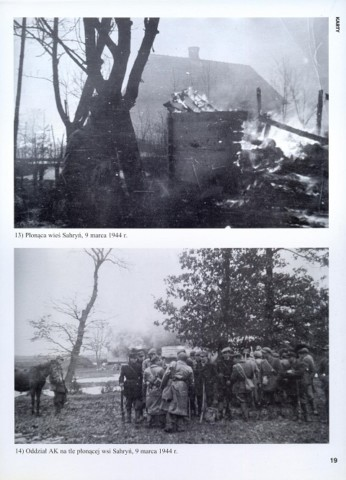 KARTY
13) Płonąca wieś Sahryń, 9 marca 1944 r.
14) Oddział AK na tle płonącej wsi Sahryń, 9 marca 1944 r.
19